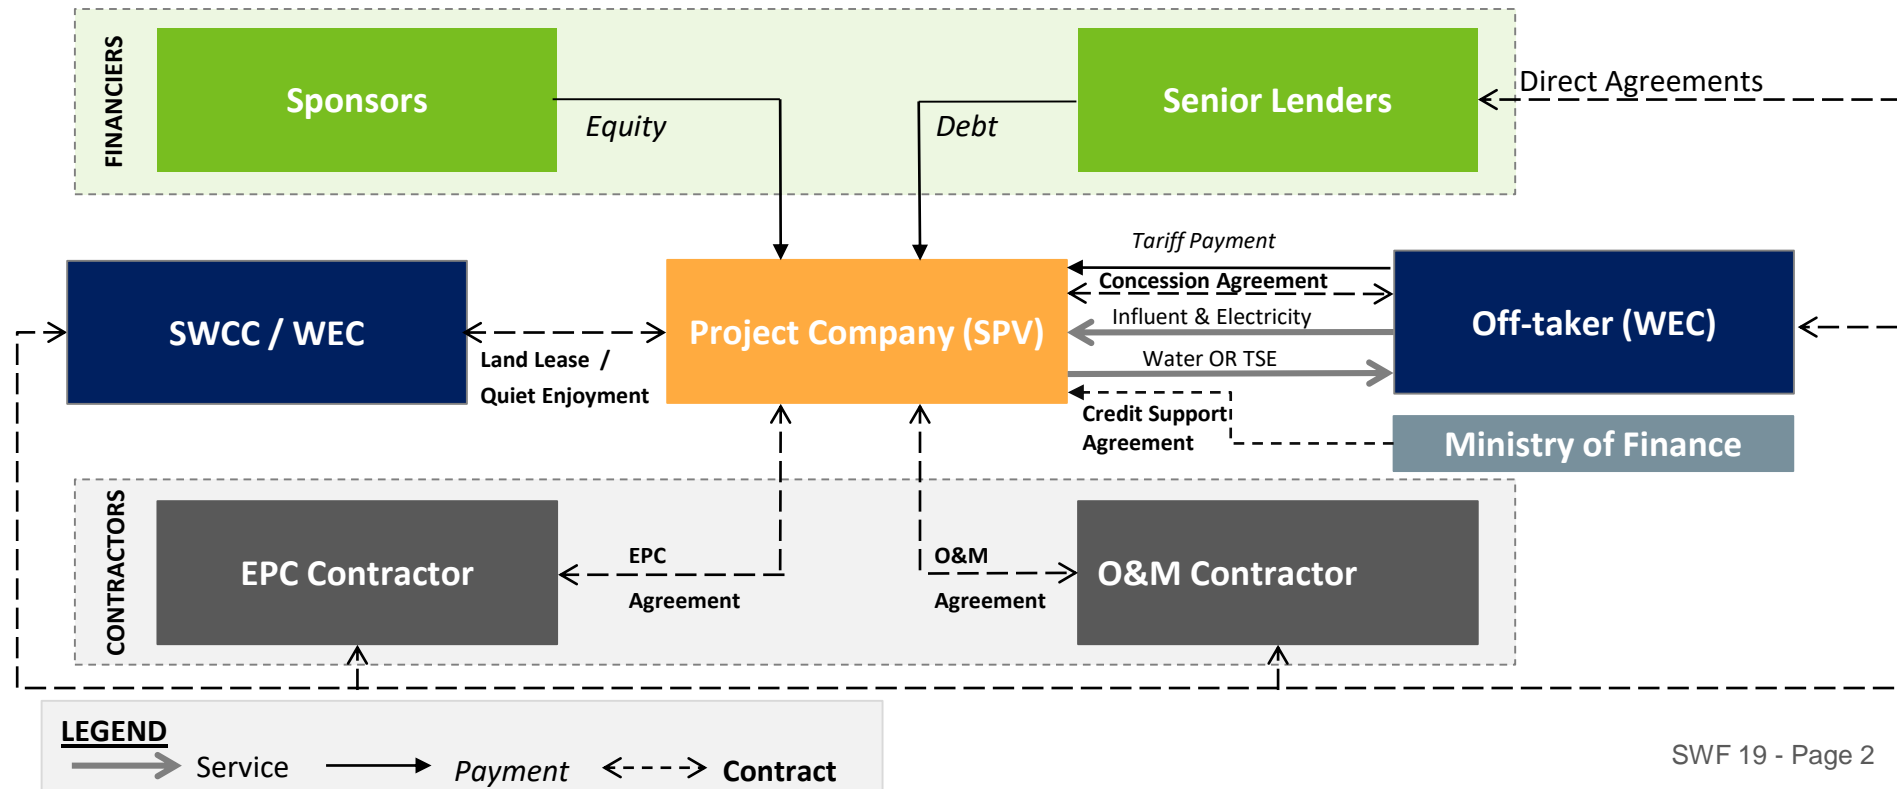 FINANCIERS
Sponsors
Equity
Senior Lenders
Debt
Direct Agreements
SWCC / WEC
Land Lease /
Quiet Enjoyment
Project Company (SPV)
Tariff Payment
Concession Agreement
Influent & Electricity
Water OR TSE
Off-taker (WEC)
Credit Support
Agreement
Ministry of Finance
CONTRACTORS
EPC Contractor
EPC
Agreement
O&M
Agreement
O&M Contractor
LEGEND
Service
Payment
Contract
SWF 19 - Page 2